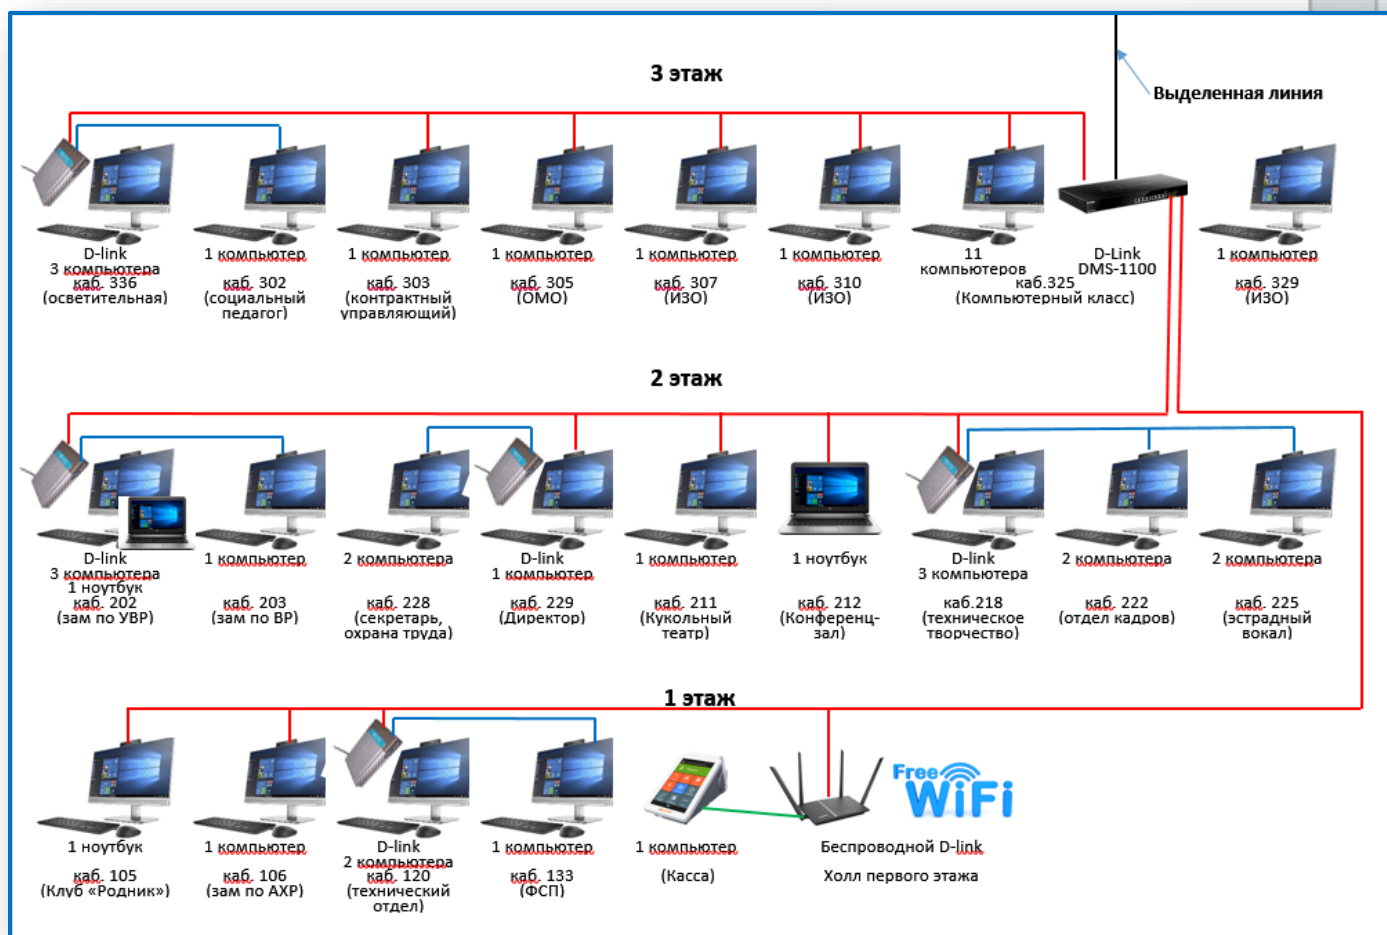 3 этаж
Выделенная линия
D-link
3 компьютера
каб. 336
(осветительная)
1 компьютер
каб. 302
(социальный
педагог)
1 компьютер
каб. 303
(контрактный
управляющий)
1 компьютер
каб. 305
(ОМО)
1 компьютер
каб. 307
(ИЗО)
1 компьютер
каб. 310
(ИЗО)
11
компьютеров
D-Link
DMS-1100
каб.325
(Компьютерный класс)
1 компьютер
каб. 329
(ИЗО)
2 этаж
D-link
3 компьютера
1 ноутбук
каб. 202
(зам по УВР)
1 компьютер
каб. 203
(зам по ВР)
2 компьютера
каб. 228
(секретарь,
охрана труда)
D-link
1 компьютер
каб. 229
(Директор)
1 компьютер
каб. 211
(Кукольный
театр)
1 ноутбук
каб. 212
(Конференц-
зал)
D-link
3 компьютера
каб.218
(техническое
творчество)
2 компьютера
каб. 222
(отдел кадров)
2 компьютера
каб. 225
(эстрадный
вокал)
1 этаж
1 ноутбук
каб. 105
(Клуб «Родник»)
1 компьютер
каб. 106
(зам по АХР)
D-link
2 компьютера
каб. 120
(технический
отдел)
1 компьютер
каб. 133
(ФСП)
1 компьютер
(Касса)
Free
WiFi
Беспроводной D-link
Холл первого этажа